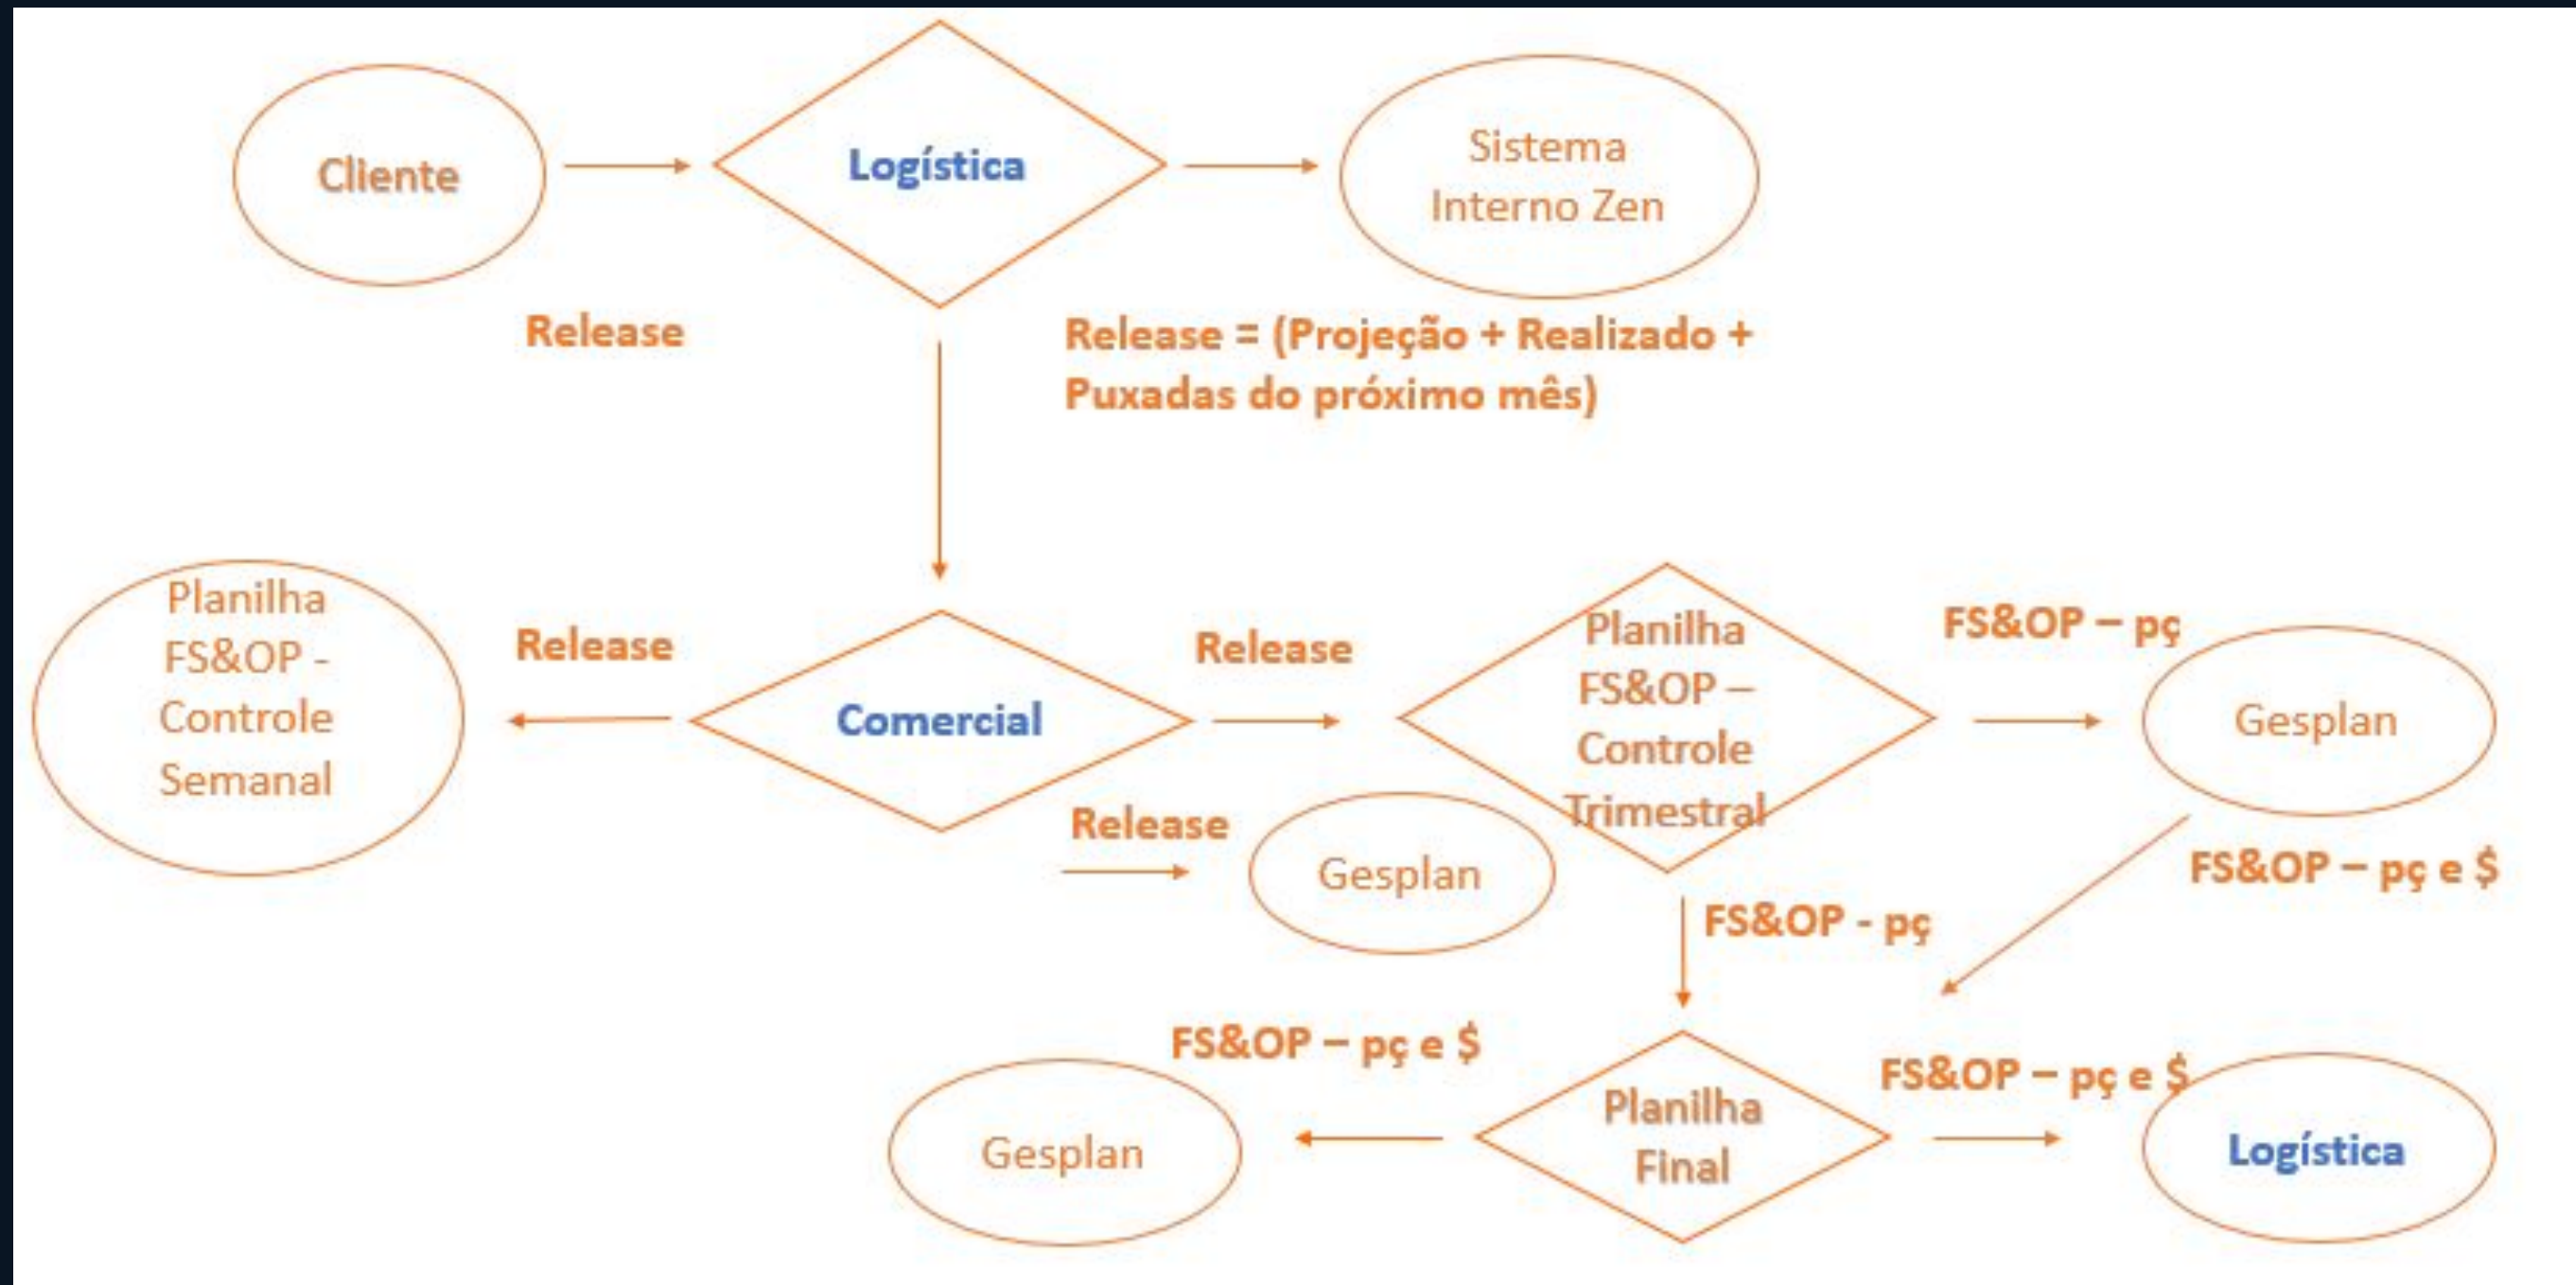 Cliente
Logística
Sistema
Interno Zen
Release
Release = (Projeção + Realizado +
Puxadas do próximo mês)
Planilha
FS&OP -
Controle
Semanal
Release
Comercial
Release
Planilha
FS&OP –
Controle
Trimestral
FS&OP – pç
Gesplan
Release
Gesplan
FS&OP – pç e $
FS&OP - pç
FS&OP – pç e $
Gesplan
Planilha
Final
FS&OP – pç e $
Logística